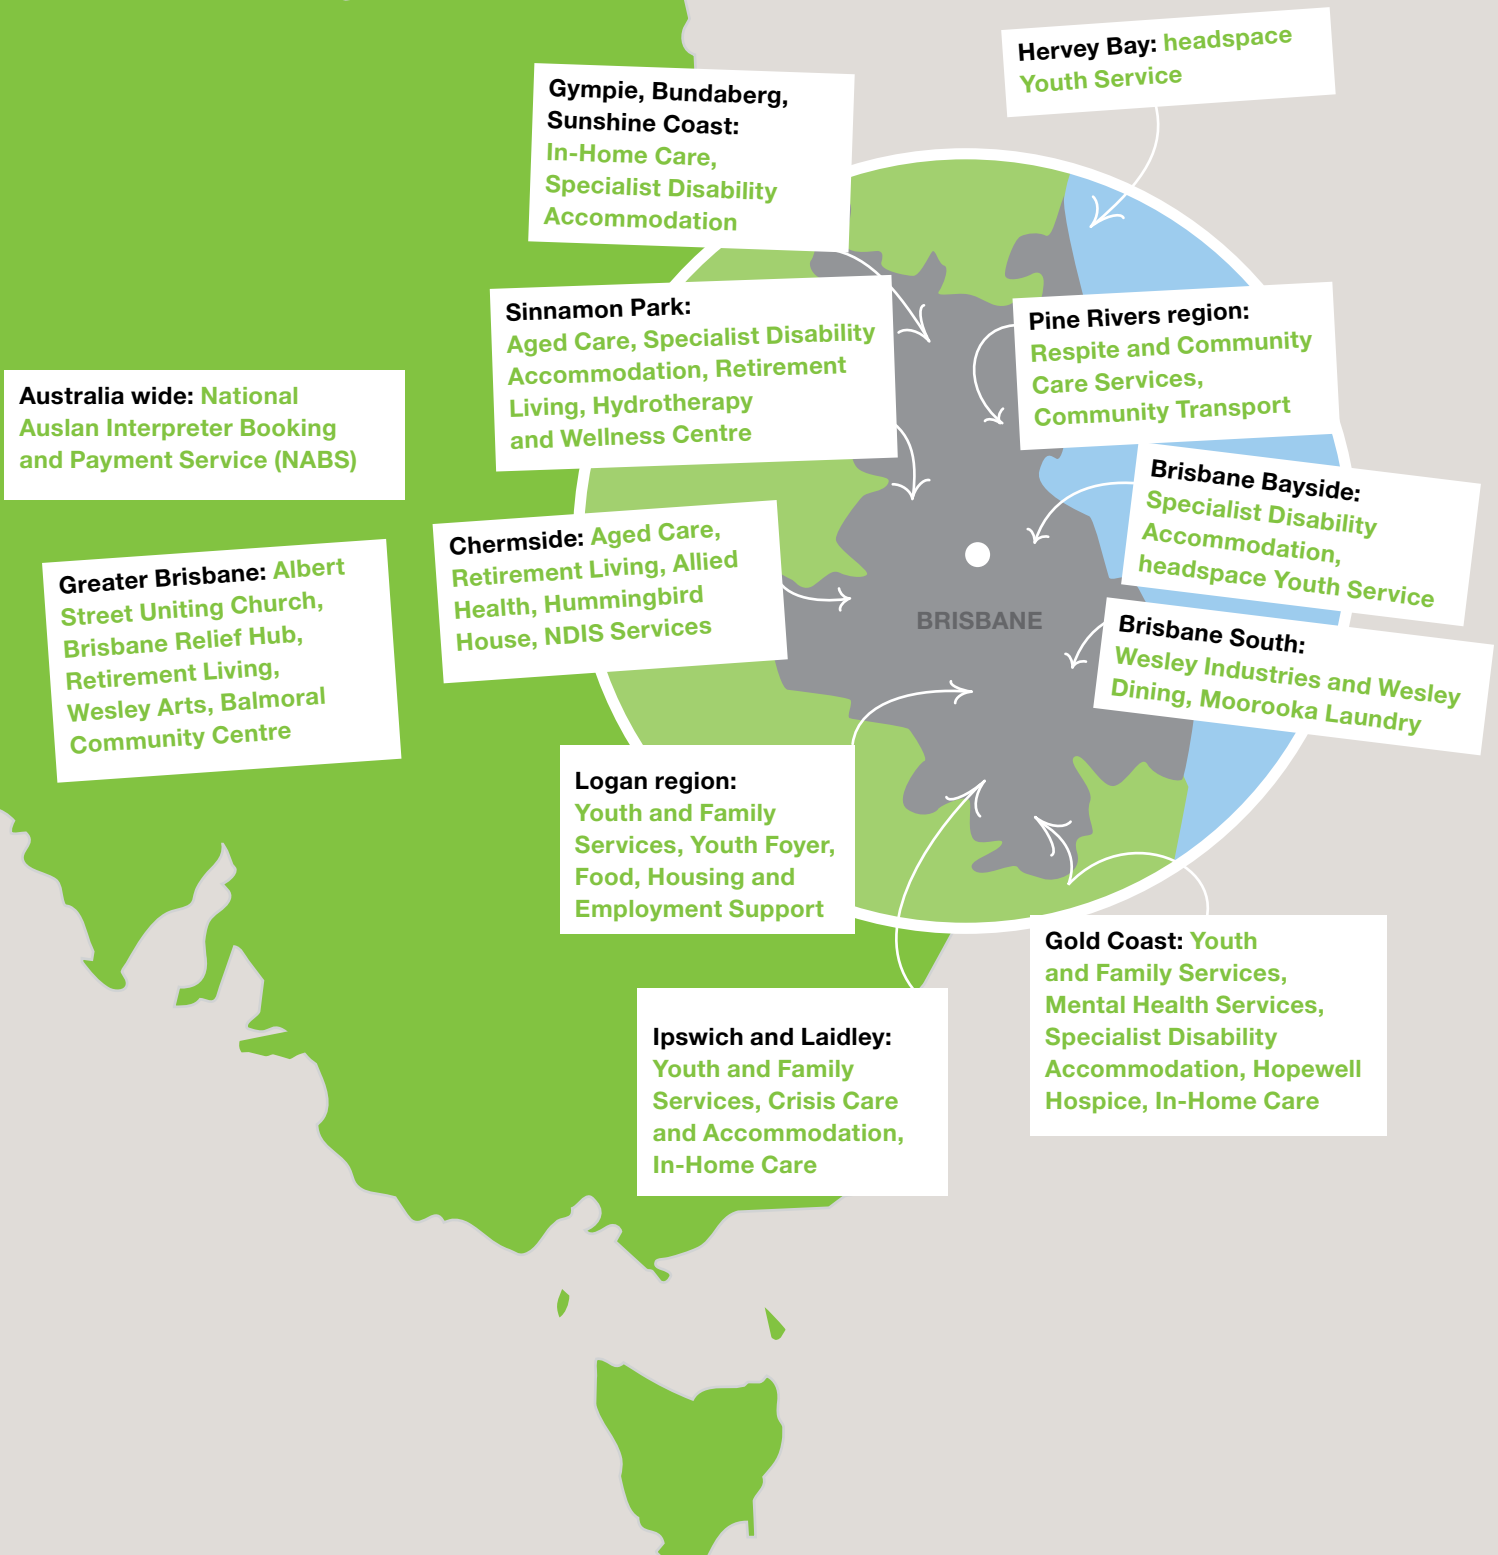 Hervey Bay: headspace
Youth Service
Gympie, Bundaberg,
Sunshine Coast:
In-Home Care,
Specialist Disability
Accommodation
Sinnamon Park:
Aged Care, Specialist Disability
Accommodation, Retirement
Living, Hydrotherapy
and Wellness Centre
Pine Rivers region:
Respite and Community
Care Services,
Community Transport
Australia wide: National
Auslan Interpreter Booking
and Payment Service (NABS)
Brisbane Bayside:
Specialist Disability
Accommodation,
headspace Youth Service
Chermside: Aged Care,
Retirement Living, Allied
Health, Hummingbird
House, NDIS Services
Greater Brisbane: Albert
Street Uniting Church,
Brisbane Relief Hub,
Retirement Living,
Wesley Arts, Balmoral
Community Centre
BRISBANE
Brisbane South:
Wesley Industries and Wesley
Dining, Moorooka Laundry
Logan region:
Youth and Family
Services, Youth Foyer,
Food, Housing and
Employment Support
Gold Coast: Youth
and Family Services,
Mental Health Services,
Specialist Disability
Accommodation, Hopewell
Hospice, In-Home Care
Ipswich and Laidley:
Youth and Family
Services, Crisis Care
and Accommodation,
In-Home Care